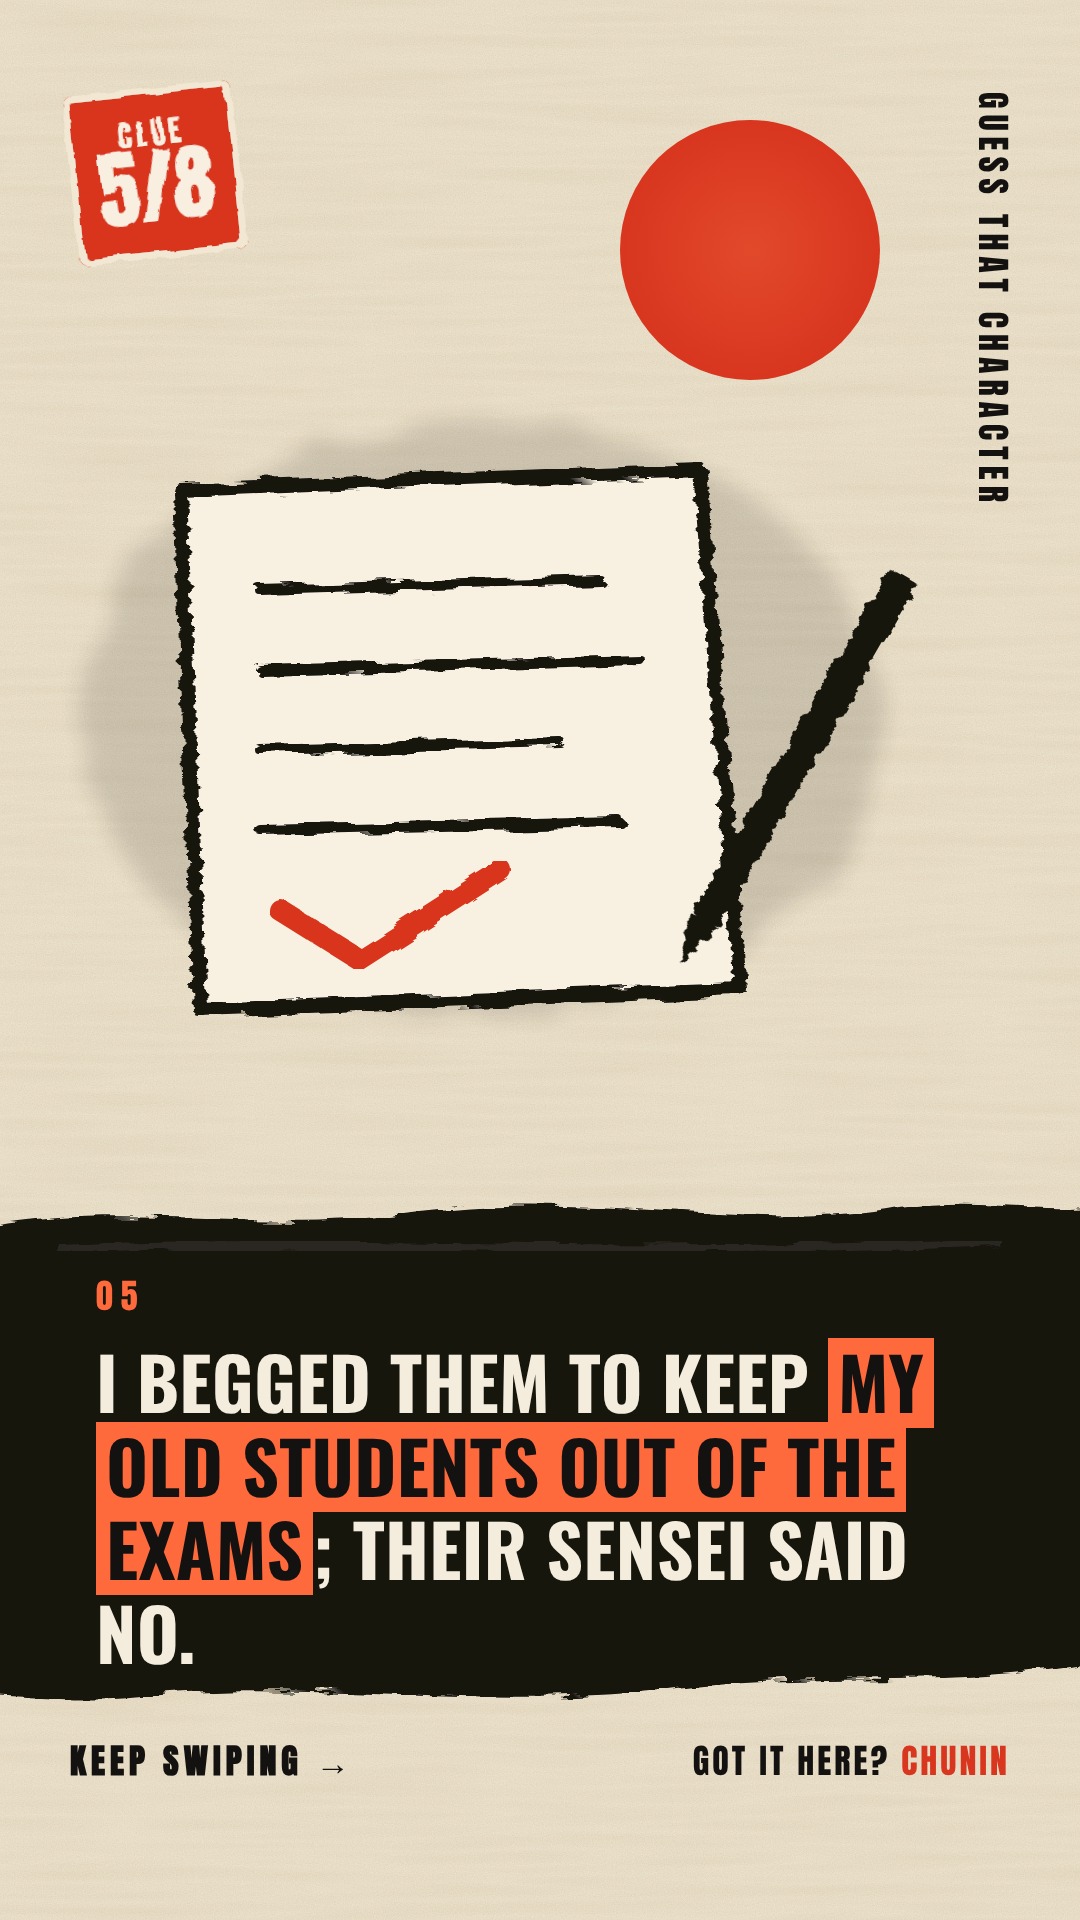 CLUE
5/8
GUESS THAT CHARACTER
05
I BEGGED THEM TO KEEP MY
OLD STUDENTS OUT OF THE
EXAMS; THEIR SENSEI SAID
NO.
KEEP SWIPING →
GOT IT HERE? CHUNIN